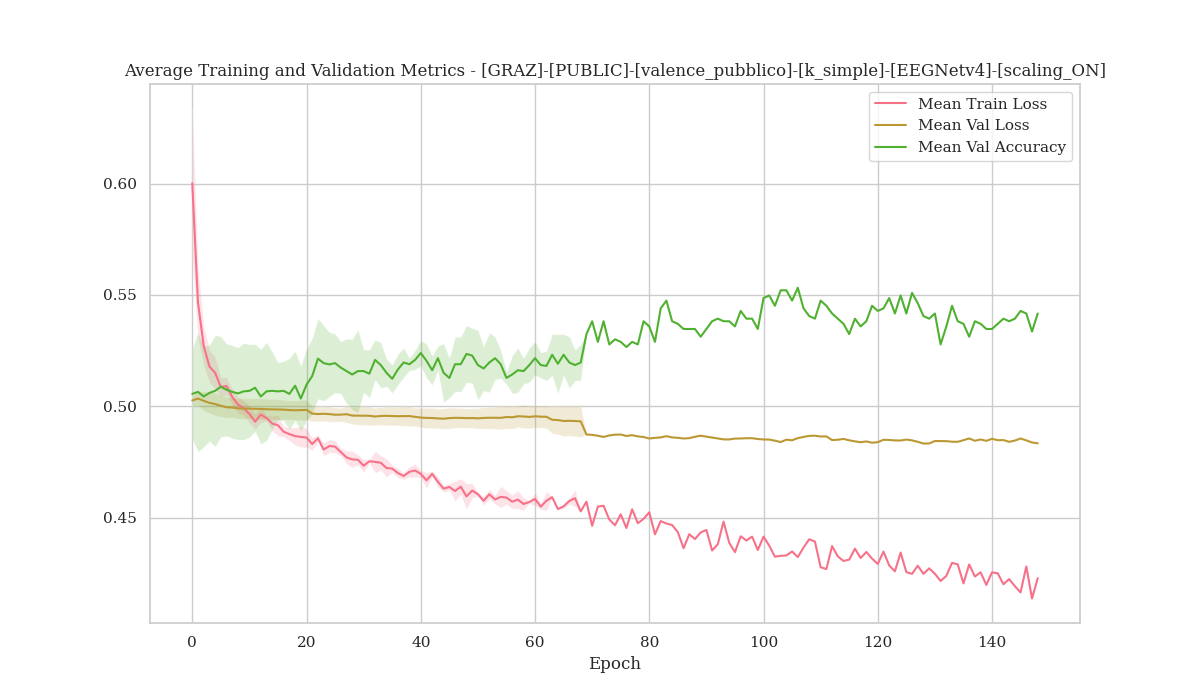 Average Training and Validation Metrics - [GRAZ]-[PUBLIC]-[valence_pubblico]-[k_simple]-[EEGNetv4]-[scaling_ON]
Mean Train Loss
Mean Val Loss
Mean Val Accuracy
0.60
0.55
0.50
0.45
0 20 40 60 80 100 120 140
Epoch